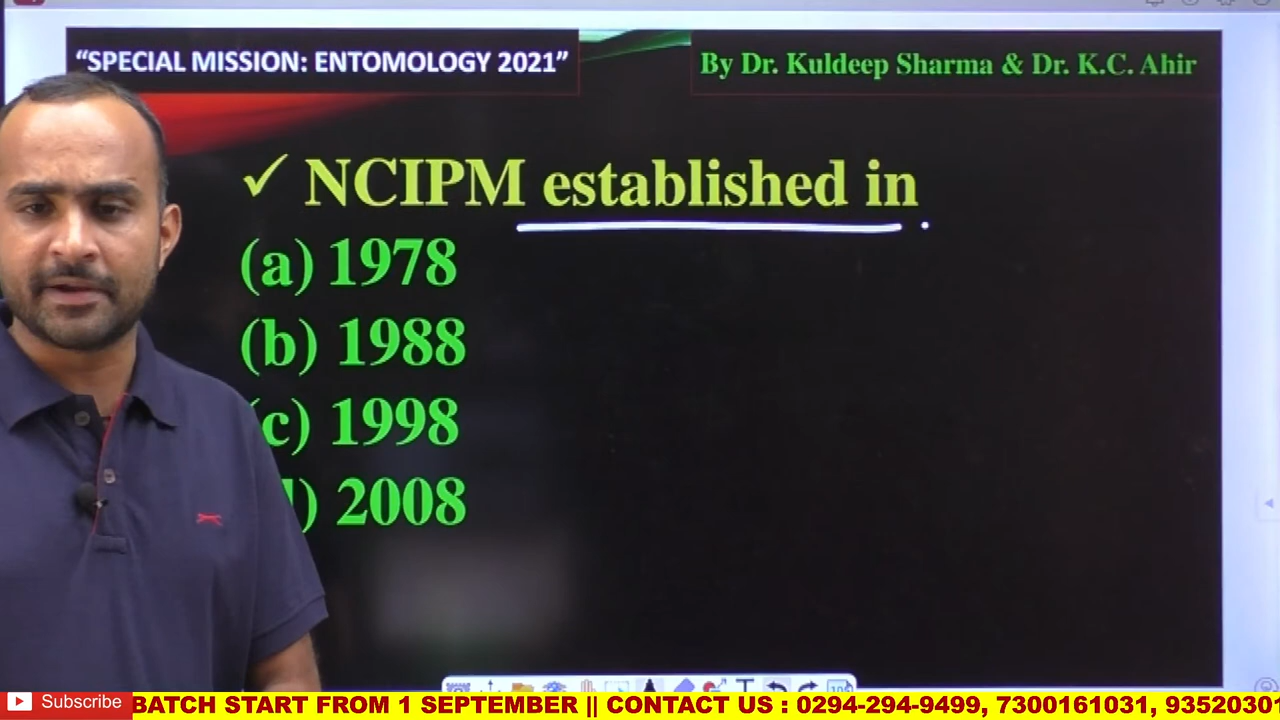 “SPECIAL MISSION: ENTOMOLOGY 2021”
By Dr. Kuldeep Sharma & Dr. K.C. Ahir
✓ NCIPM established in
(a) 1978
(b) 1988
(c) 1998
) 2008
Subscribe
BATCH START FROM 1 SEPTEMBER || CONTACT US : 0294-294-9499, 7300161031, 9352030